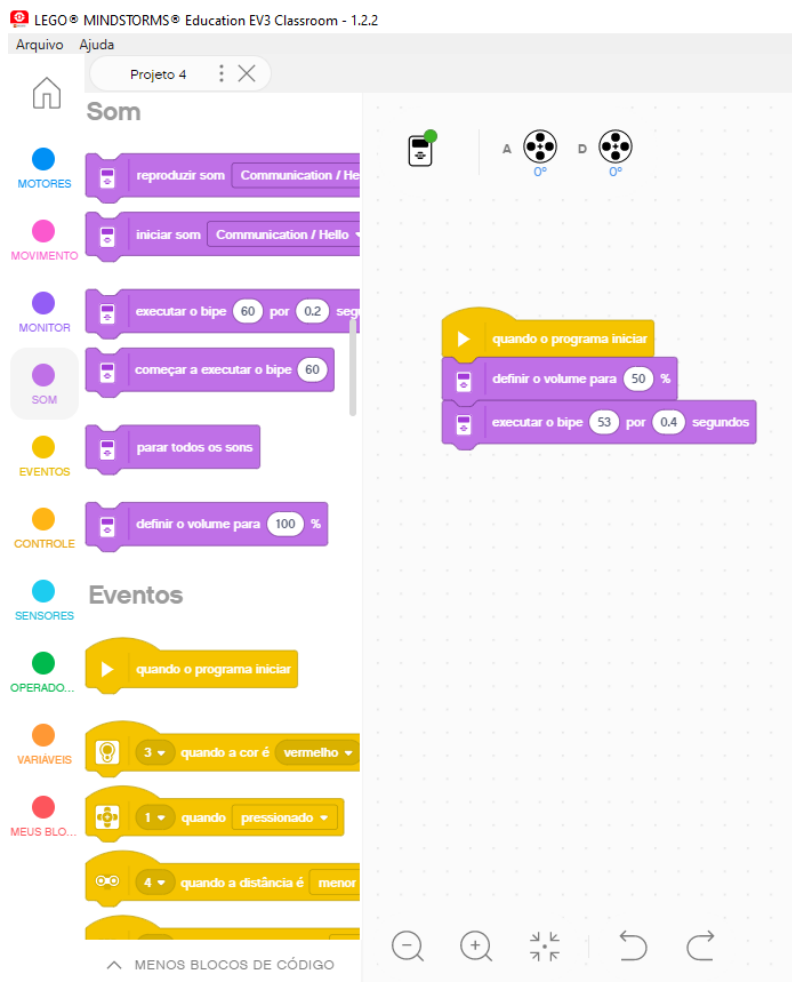 LEGO® MINDSTORMS® Education EV3 Classroom - 1.2.2
Arquivo Ajuda
Projeto 4
MOTORES
MOVIMENTO
MONITOR
SOM
EVENTOS
CONTROLE
SENSORES
OPERADO...
VARIÁVEIS
MEUS BLO...
Som
reproduzir som Communication / He
iniciar som Communication / Hello
executar o bipe 60 por 0.2 seg
começar a executar o bipe 60
parar todos os sons
definir o volume para 100 %
Eventos
quando o programa iniciar
3 quando a cor é vermelho
1 quando pressionado
4 quando a distância é menor
MENOS BLOCOS DE CÓDIGO
A 0° D 0°
quando o programa iniciar
definir o volume para 50 %
executar o bipe 53 por 0.4 segundos